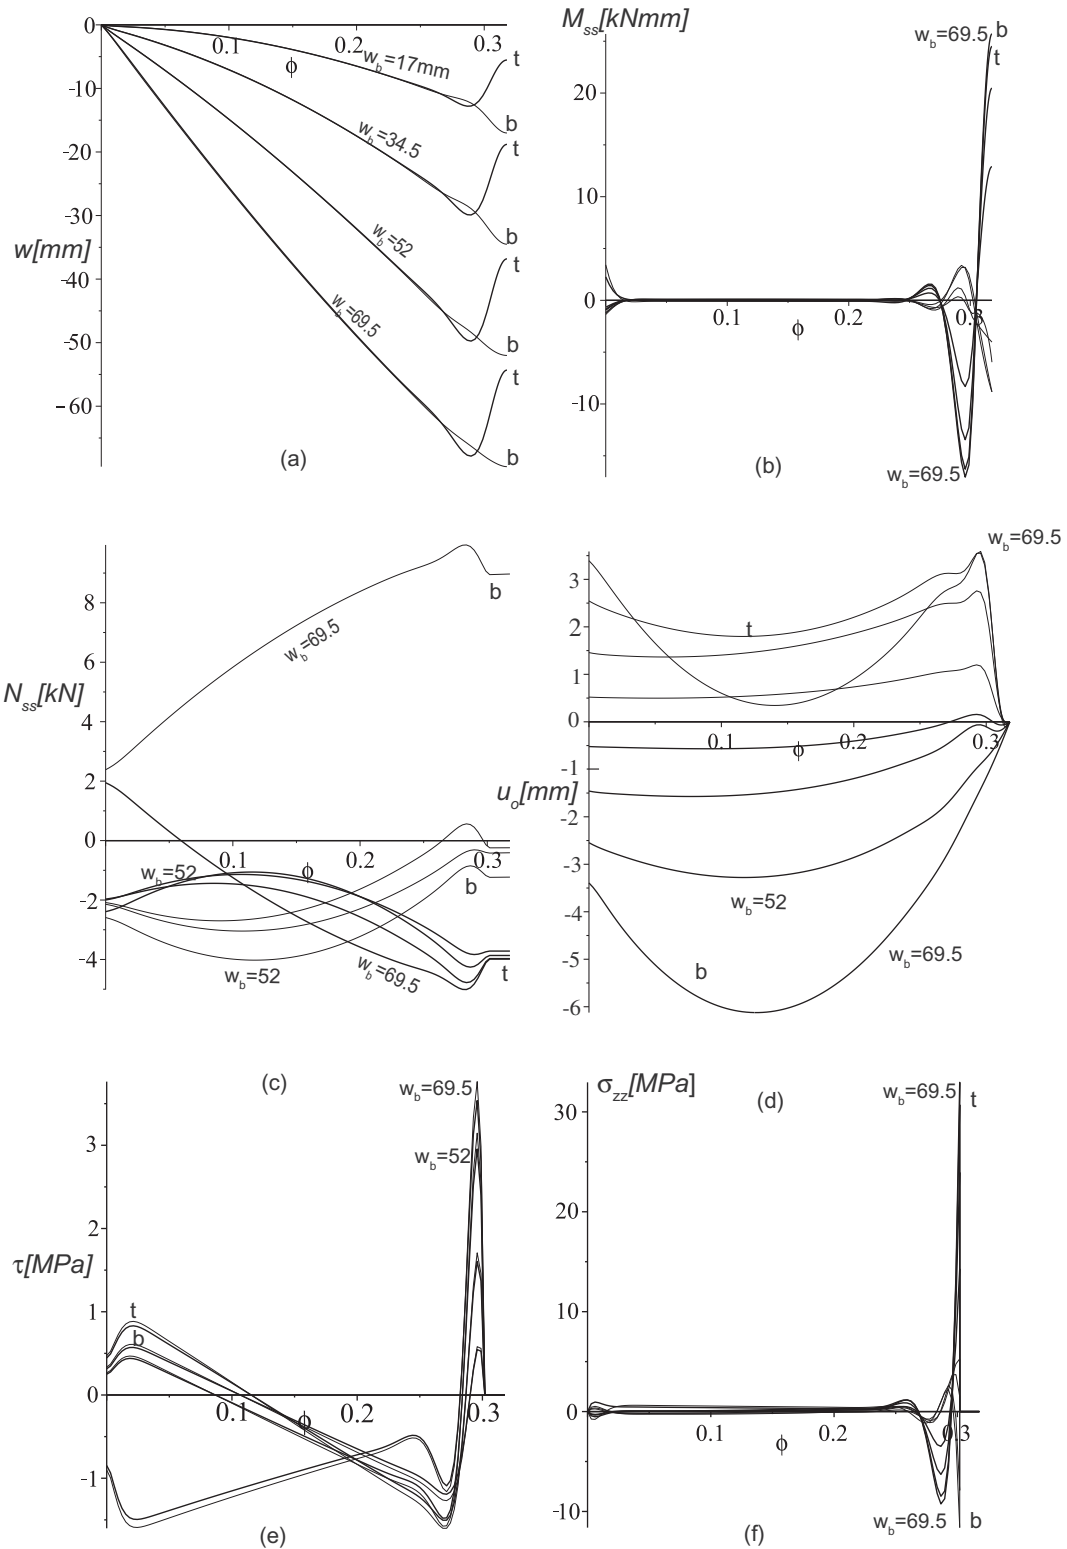 0
0.1
0.2
0.3
ϕ
-10
-20
-30
-40
-50
-60
w[mm]
w_b=17mm
t
b
w_b=34.5
t
b
w_b=52
t
b
w_b=69.5
t
b
(a)
M_ss[kNmm]
w_b=69.5
b
t
20
10
0
-10
0.1
0.2
0.3
ϕ
w_b=69.5
(b)
8
6
4
2
0
-2
-4
N_ss[kN]
w_b=69.5
b
0.1
0.2
0.3
ϕ
w_b=52
b
w_b=52
w_b=69.5
t
(c)
w_b=69.5
3
2
1
0
-1
-2
-3
-4
-5
-6
t
0.1
0.2
0.3
ϕ
u_o[mm]
w_b=52
w_b=69.5
b
(d)
3
2
1
0
-1
τ[MPa]
w_b=69.5
w_b=52
t
b
0.1
0.2
0.3
ϕ
(e)
σ_zz[MPa]
w_b=69.5
t
30
20
10
0
-10
0.1
0.2
0.3
ϕ
w_b=69.5
b
(f)